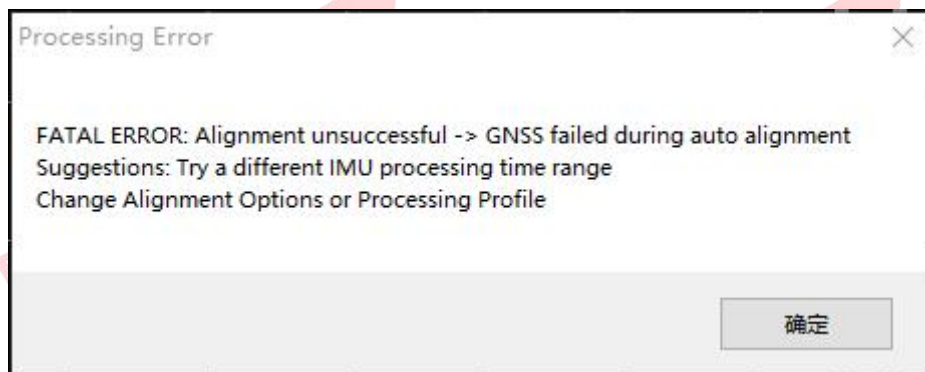 Processing Error
FATAL ERROR: Alignment unsuccessful -> GNSS failed during auto alignment
Suggestions: Try a different IMU processing time range
Change Alignment Options or Processing Profile
确定